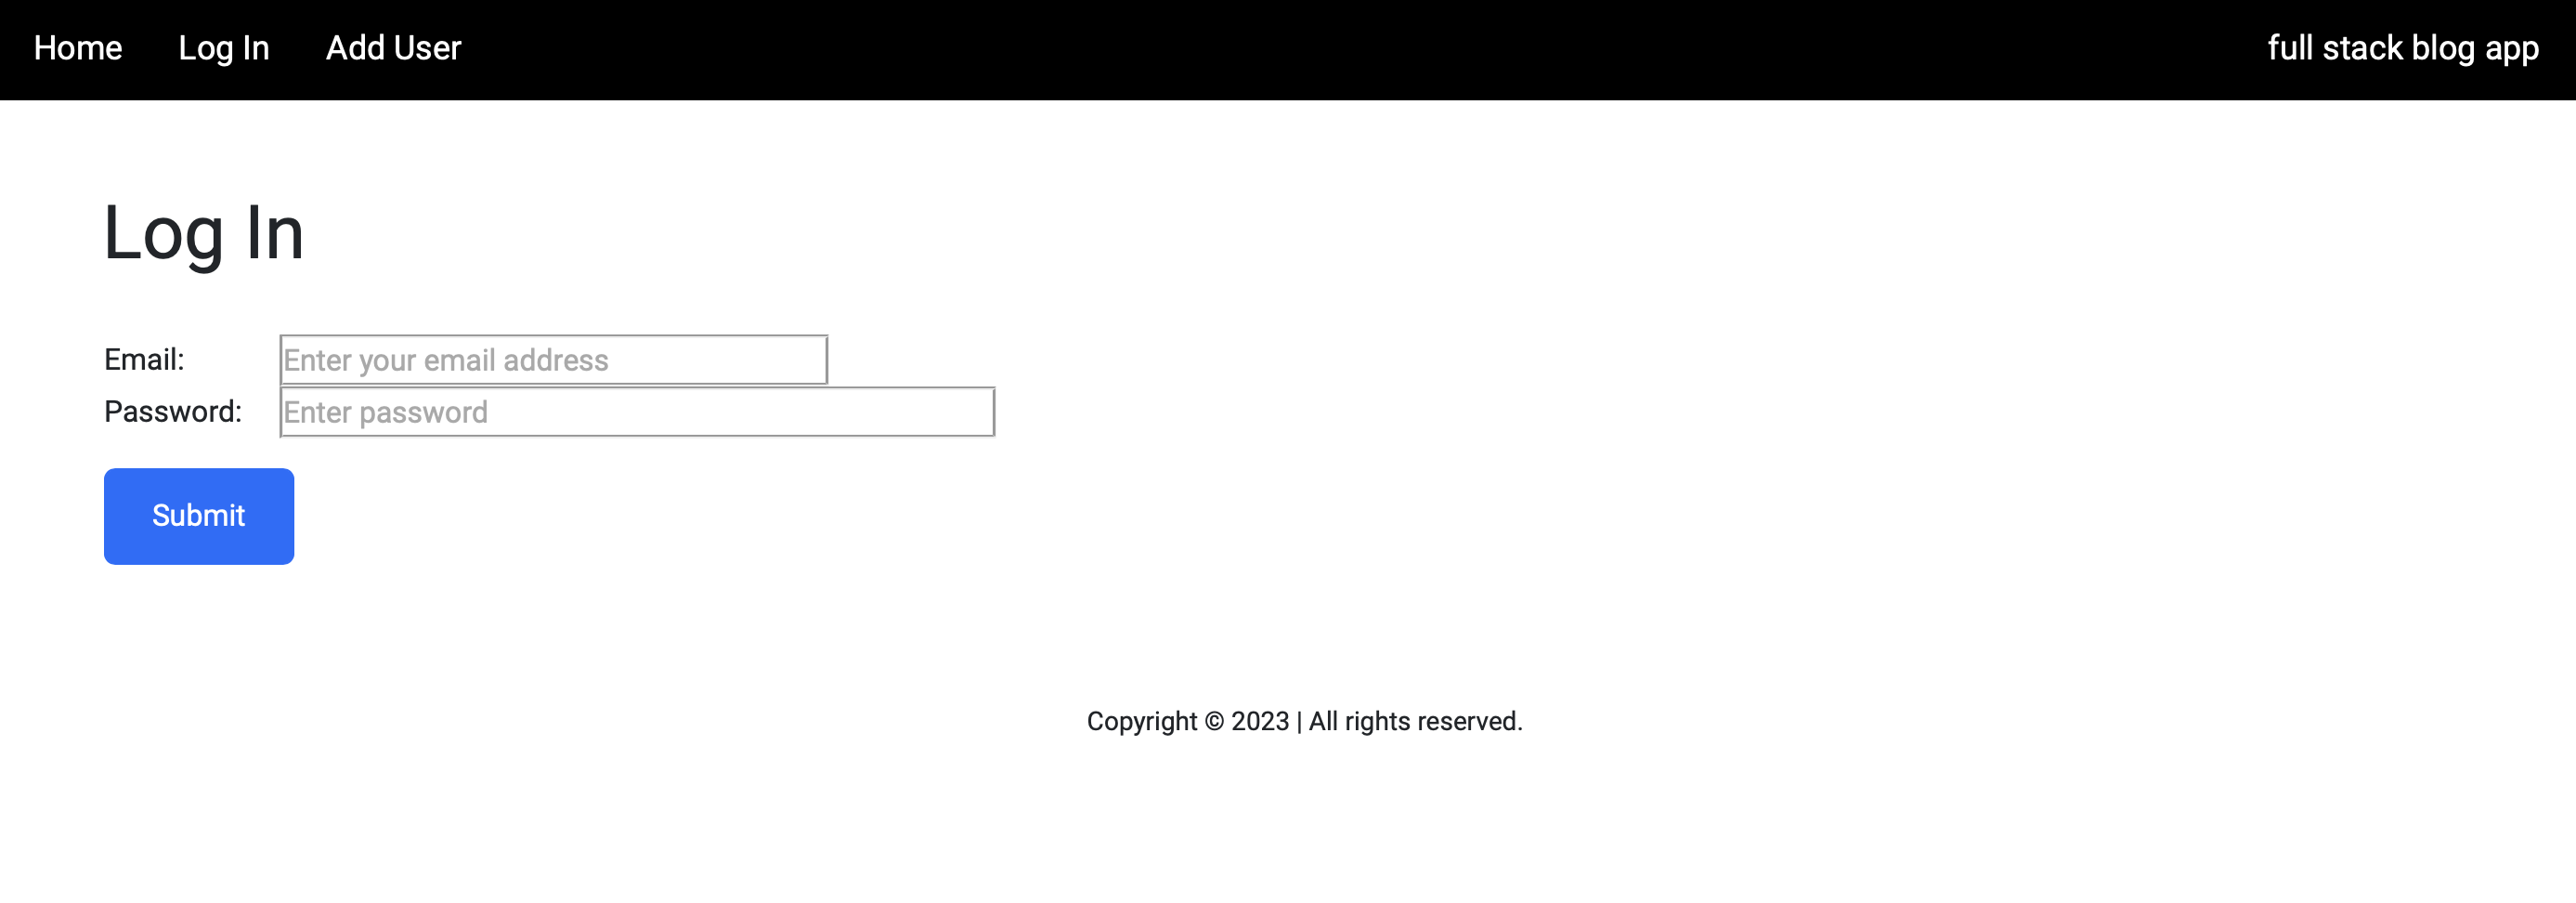 Home Log In Add User full stack blog app
Log In
Email: Enter your email address
Password: Enter password
Submit
Copyright © 2023 | All rights reserved.